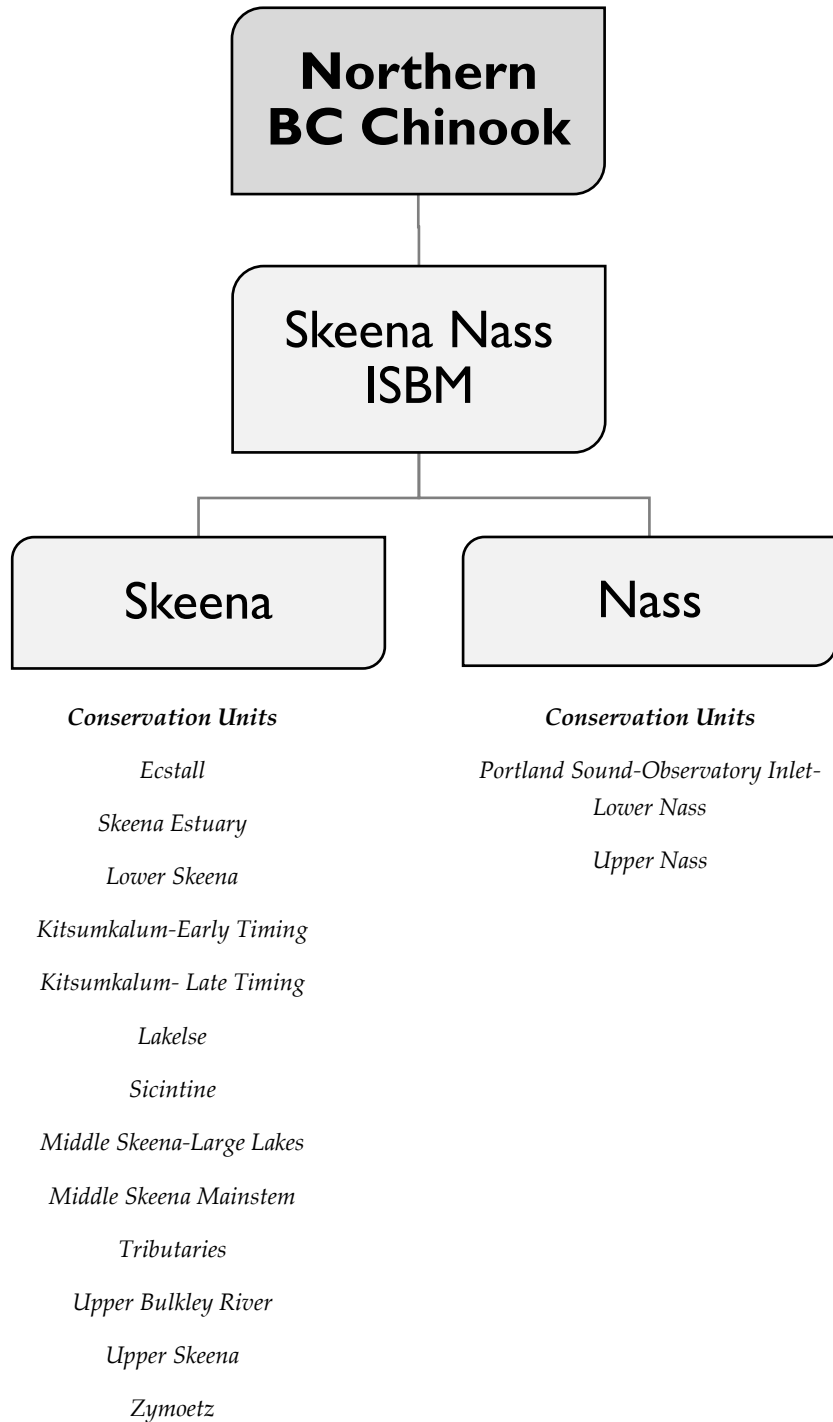 Northern
BC Chinook
Skeena Nass
ISBM
Skeena
Nass
Conservation Units
Ecstall
Skeena Estuary
Lower Skeena
Kitsumkalum-Early Timing
Kitsumkalum- Late Timing
Lakelse
Sicintine
Middle Skeena-Large Lakes
Middle Skeena Mainstem
Tributaries
Upper Bulkley River
Upper Skeena
Zymoetz
Conservation Units
Portland Sound-Observatory Inlet-
Lower Nass
Upper Nass